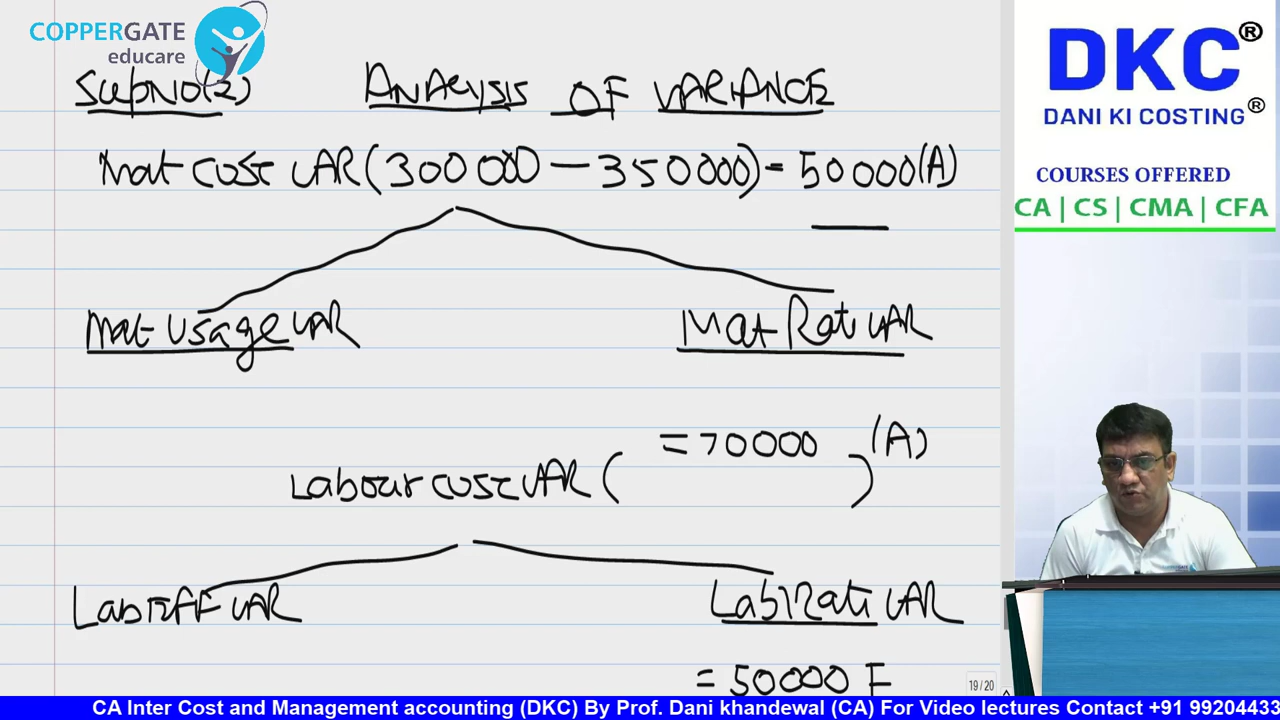 COPPERGATE
educare
DKC®
DANI KI COSTING®
COURSES OFFERED
CA | CS | CMA | CFA
ANALYSIS OF VARIANCE
Mat Cost VAR (300000 — 350000) = 50000 (A)
Mat Usage VAR
Mat Rate VAR
= 70000 (A)
Labour cost VAR ( )
Lab Eff VAR
Lab Rate VAR
= 50000 F
19 / 20
CA Inter Cost and Management accounting (DKC) By Prof. Dani khandewal (CA) For Video lectures Contact +91 99204433